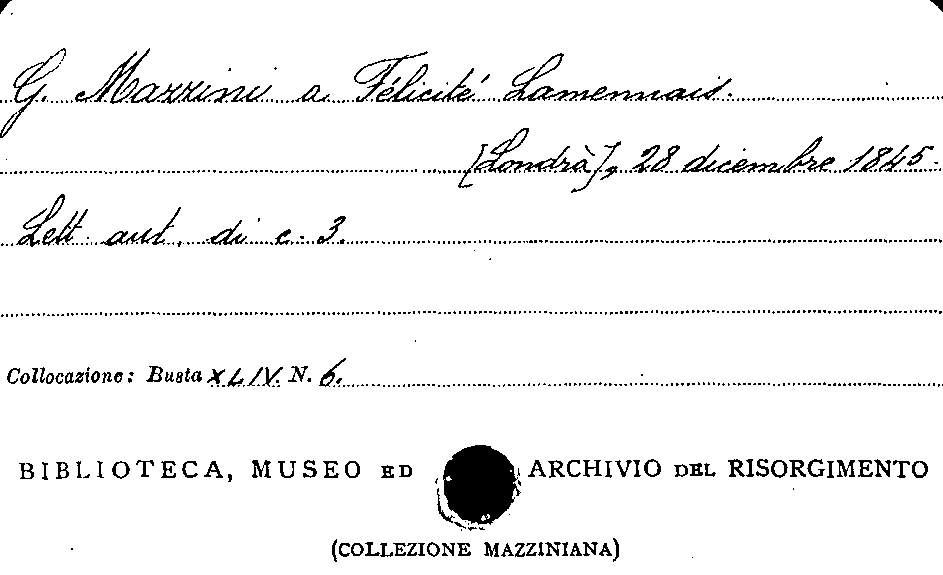 G. Mazzini a Félicité Lamennais.
[Londra], 28 dicembre 1845.
Lett. aut. di c. 3.
Collocazione: Busta XLIV. N. 6.
BIBLIOTECA, MUSEO ED ARCHIVIO DEL RISORGIMENTO
(COLLEZIONE MAZZINIANA)